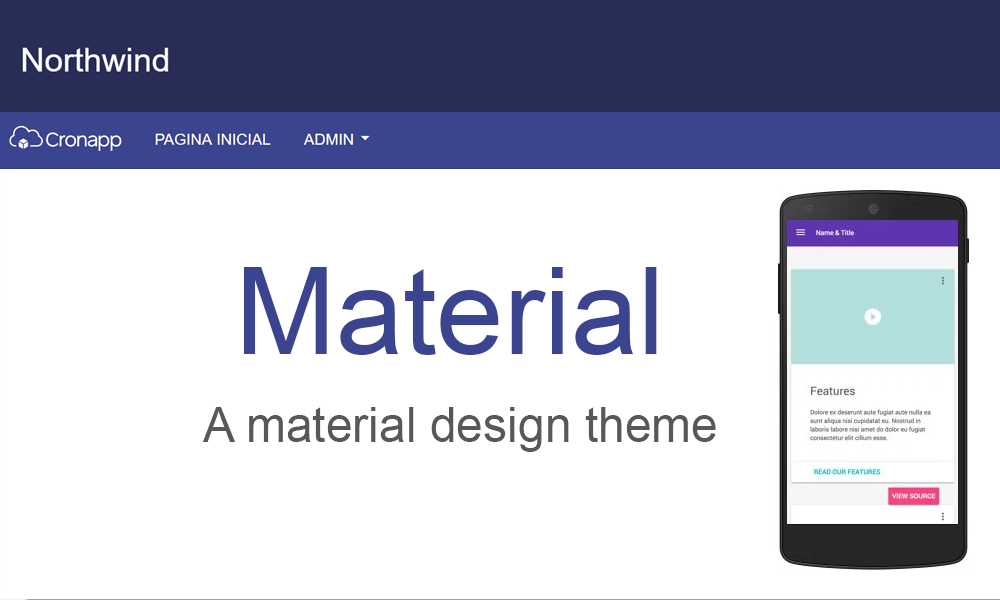 Northwind
Cronapp PAGINA INICIAL ADMIN
Name & Title
Material
A material design theme
Features
Dolore ex deserunt aute fugiat aute nulla ea
sunt aliqua nisi cupidatat eu. Nostrud in
laboris labore nisi amet do dolor eu fugiat
consectetur elit cillum esse.
READ OUR FEATURES
VIEW SOURCE